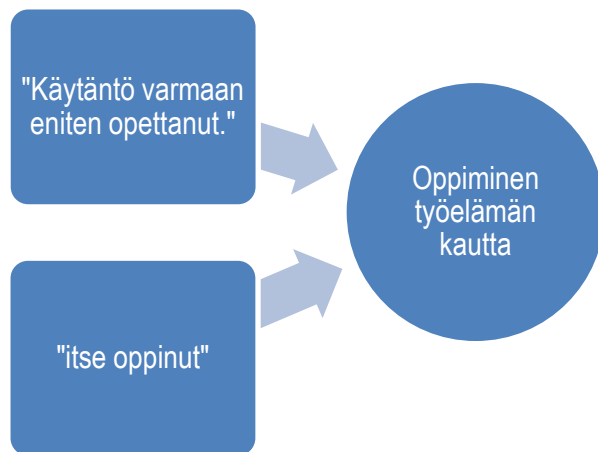 "Käytäntö varmaan
eniten opettanut."
Oppiminen
työelämän
kautta
"itse oppinut"